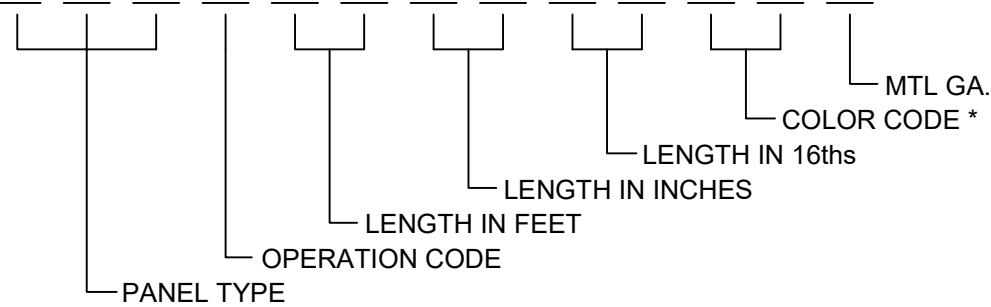 MTL GA.
COLOR CODE *
LENGTH IN 16ths
LENGTH IN INCHES
LENGTH IN FEET
OPERATION CODE
PANEL TYPE